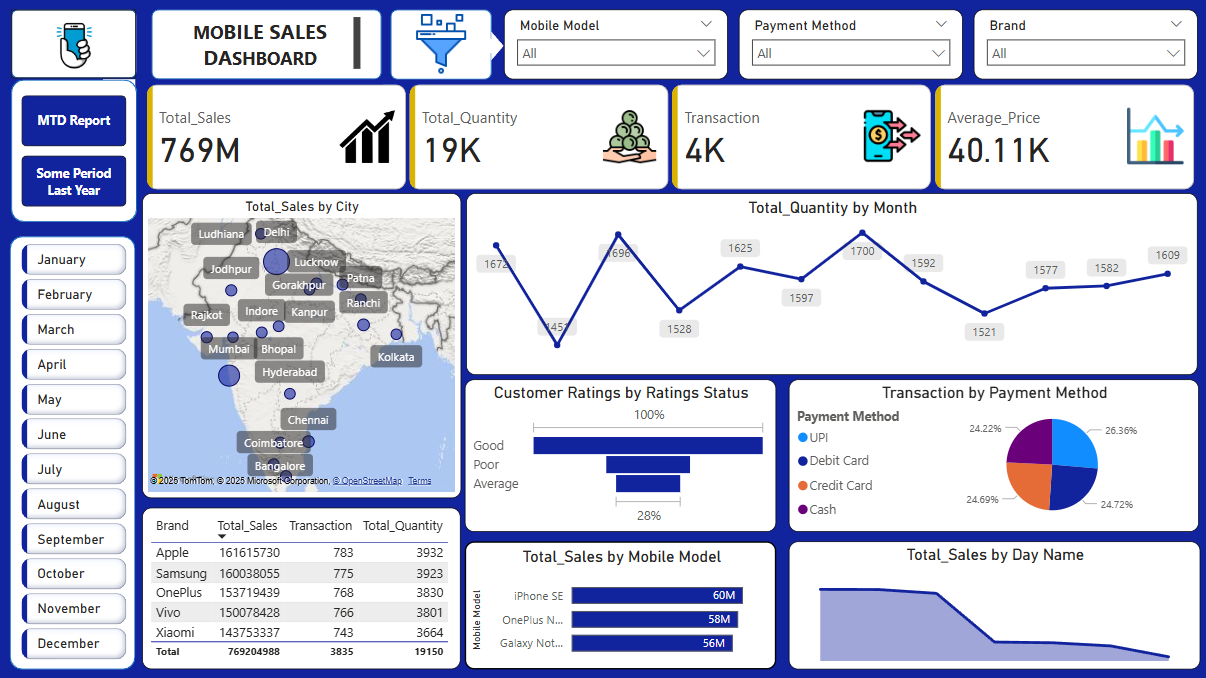 MOBILE SALES
DASHBOARD
Mobile Model
All
Payment Method
All
Brand
All
MTD Report
Some Period
Last Year
Total_Sales
769M
Total_Quantity
19K
Transaction
4K
Average_Price
40.11K
January
February
March
April
May
June
July
August
September
October
November
December
Total_Sales by City
Ludhiana
Delhi
Jodhpur
Lucknow
Gorakhpur
Patna
Ranchi
Rajkot
Indore
Kanpur
Mumbai
Bhopal
Kolkata
Hyderabad
Chennai
Coimbatore
Bangalore
© 2025 TomTom, © 2025 Microsoft Corporation, © OpenStreetMap Terms
Total_Quantity by Month
1672
1451
1696
1528
1625
1597
1700
1592
1521
1577
1582
1609
Customer Ratings by Ratings Status
100%
Good
Poor
Average
28%
Transaction by Payment Method
Payment Method
UPI
Debit Card
Credit Card
Cash
24.22%
26.36%
24.69%
24.72%
Brand Total_Sales Transaction Total_Quantity
Apple 161615730 783 3932
Samsung 160038055 775 3923
OnePlus 153719439 768 3830
Vivo 150078428 766 3801
Xiaomi 143753337 743 3664
Total 769204988 3835 19150
Total_Sales by Mobile Model
Mobile Model
iPhone SE 60M
OnePlus N... 58M
Galaxy Not... 56M
Total_Sales by Day Name